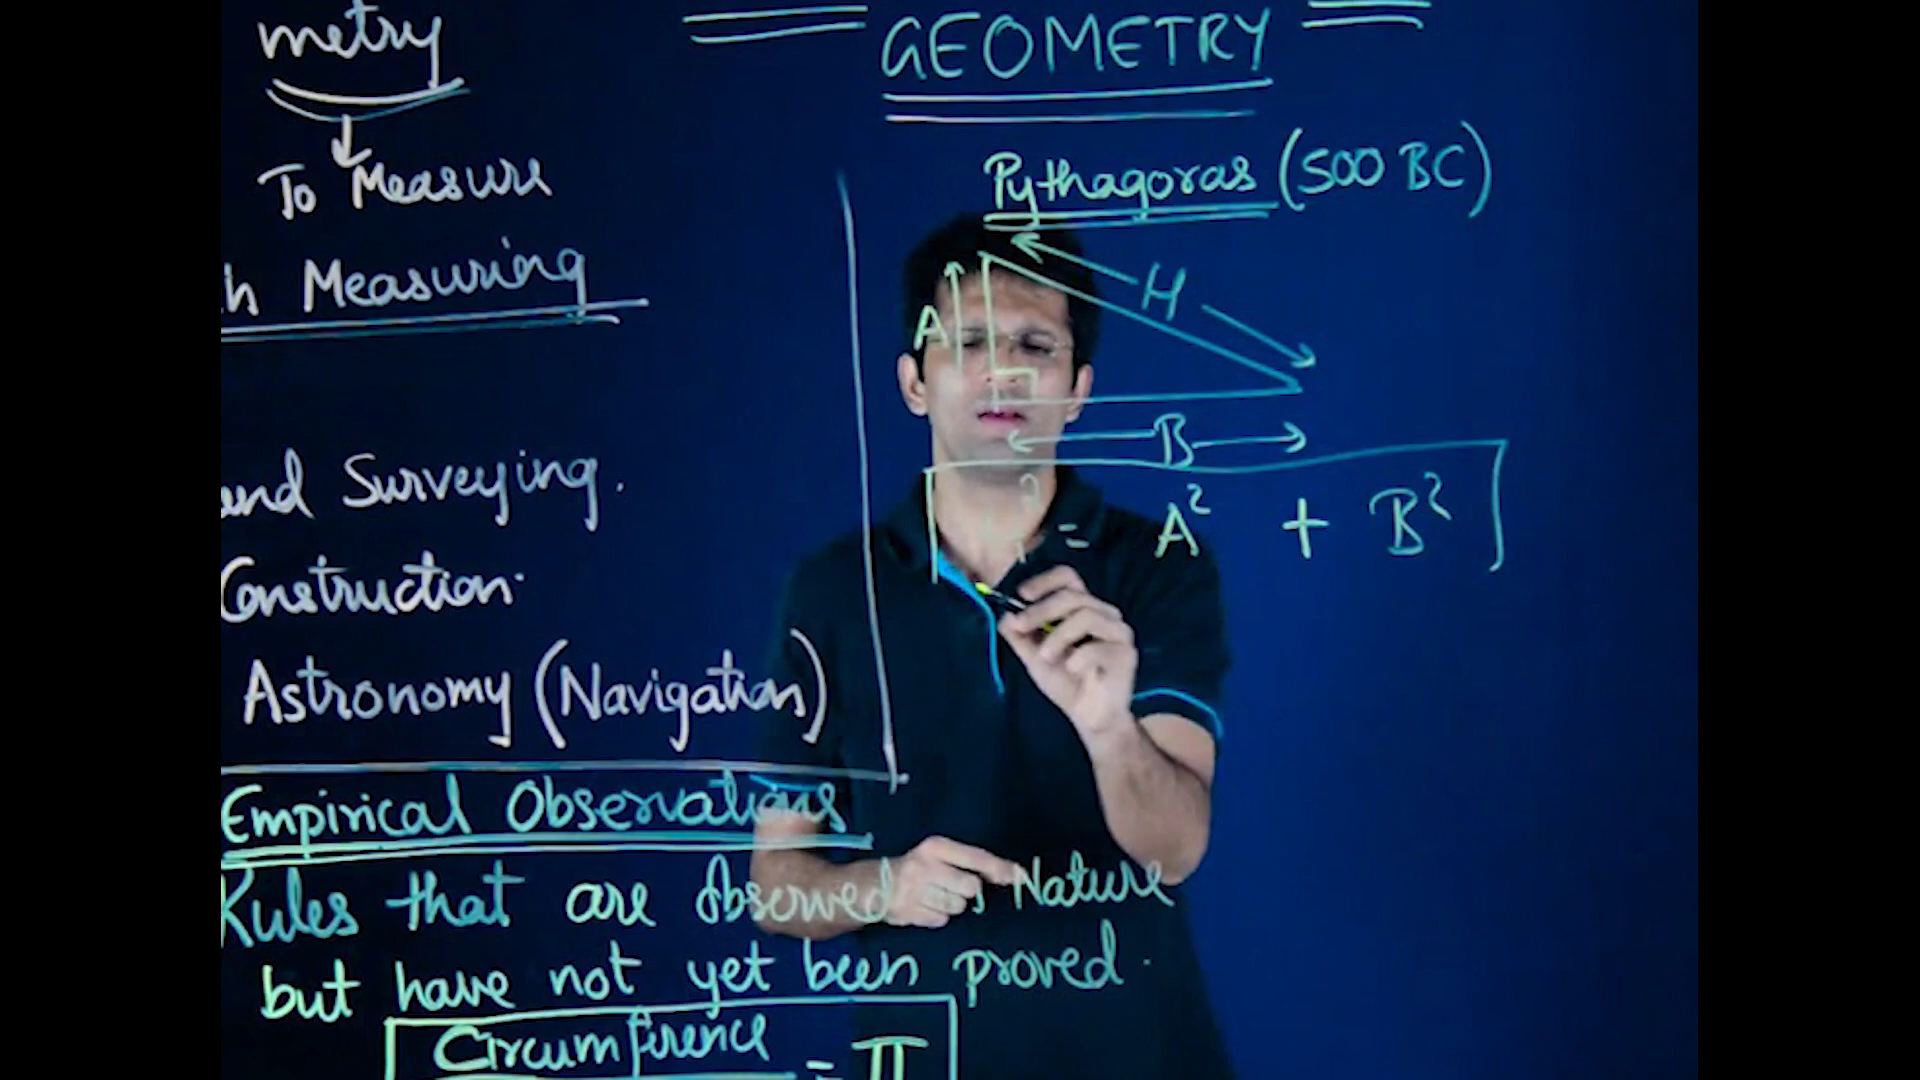 metry
To Measure
h Measuring
and Surveying.
Construction.
Astronomy (Navigation)
Empirical Observations
Rules that are observed in Nature
but have not yet been proved.
Circumference
= π
GEOMETRY
Pythagoras (500 BC)
H
A
B
2 = A² + B²